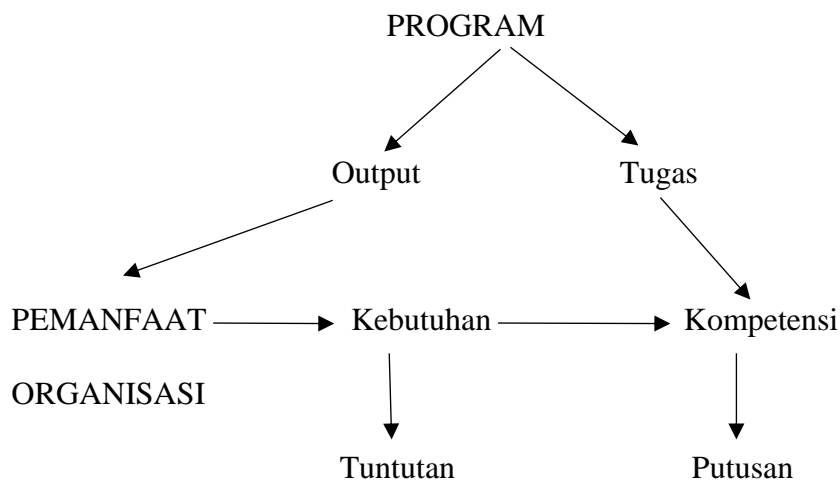 PROGRAM
Output Tugas
PEMANFAAT Kebutuhan Kompetensi
ORGANISASI
Tuntutan Putusan